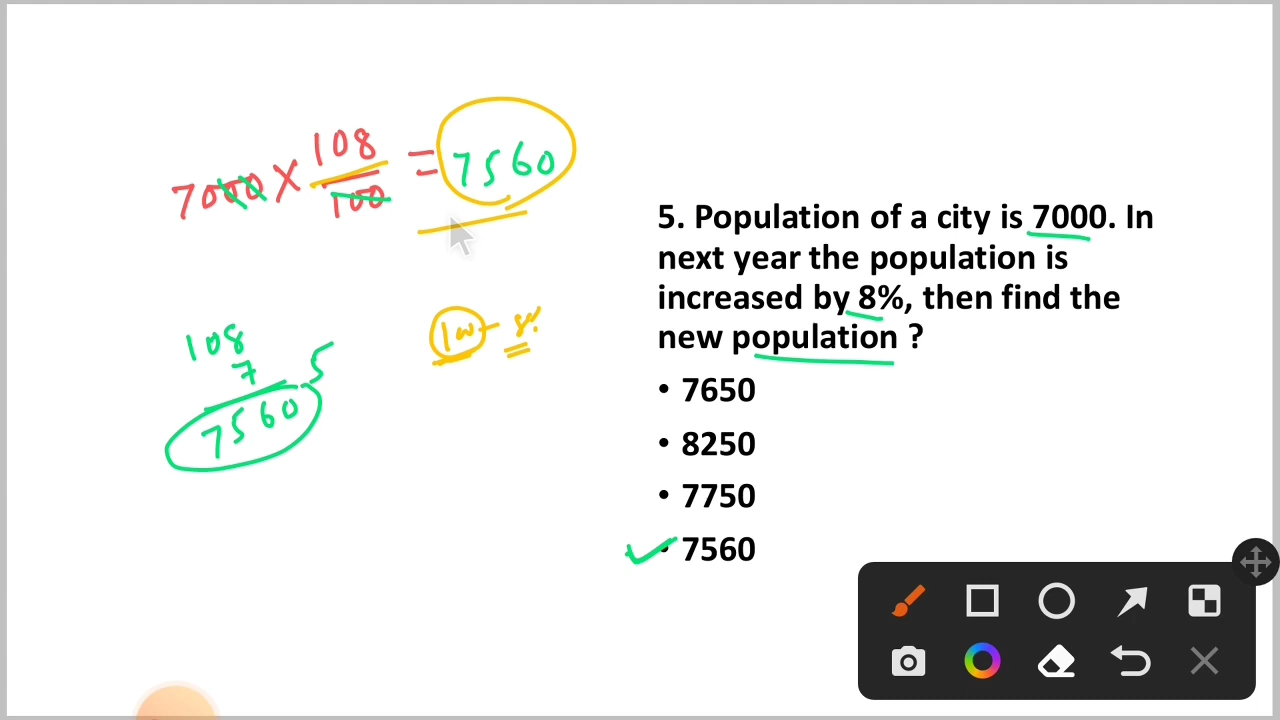 7000 X 108/100 = 7560
108
7
5
7560
5. Population of a city is 7000. In
next year the population is
increased by 8%, then find the
new population ?
• 7650
• 8250
• 7750
• 7560